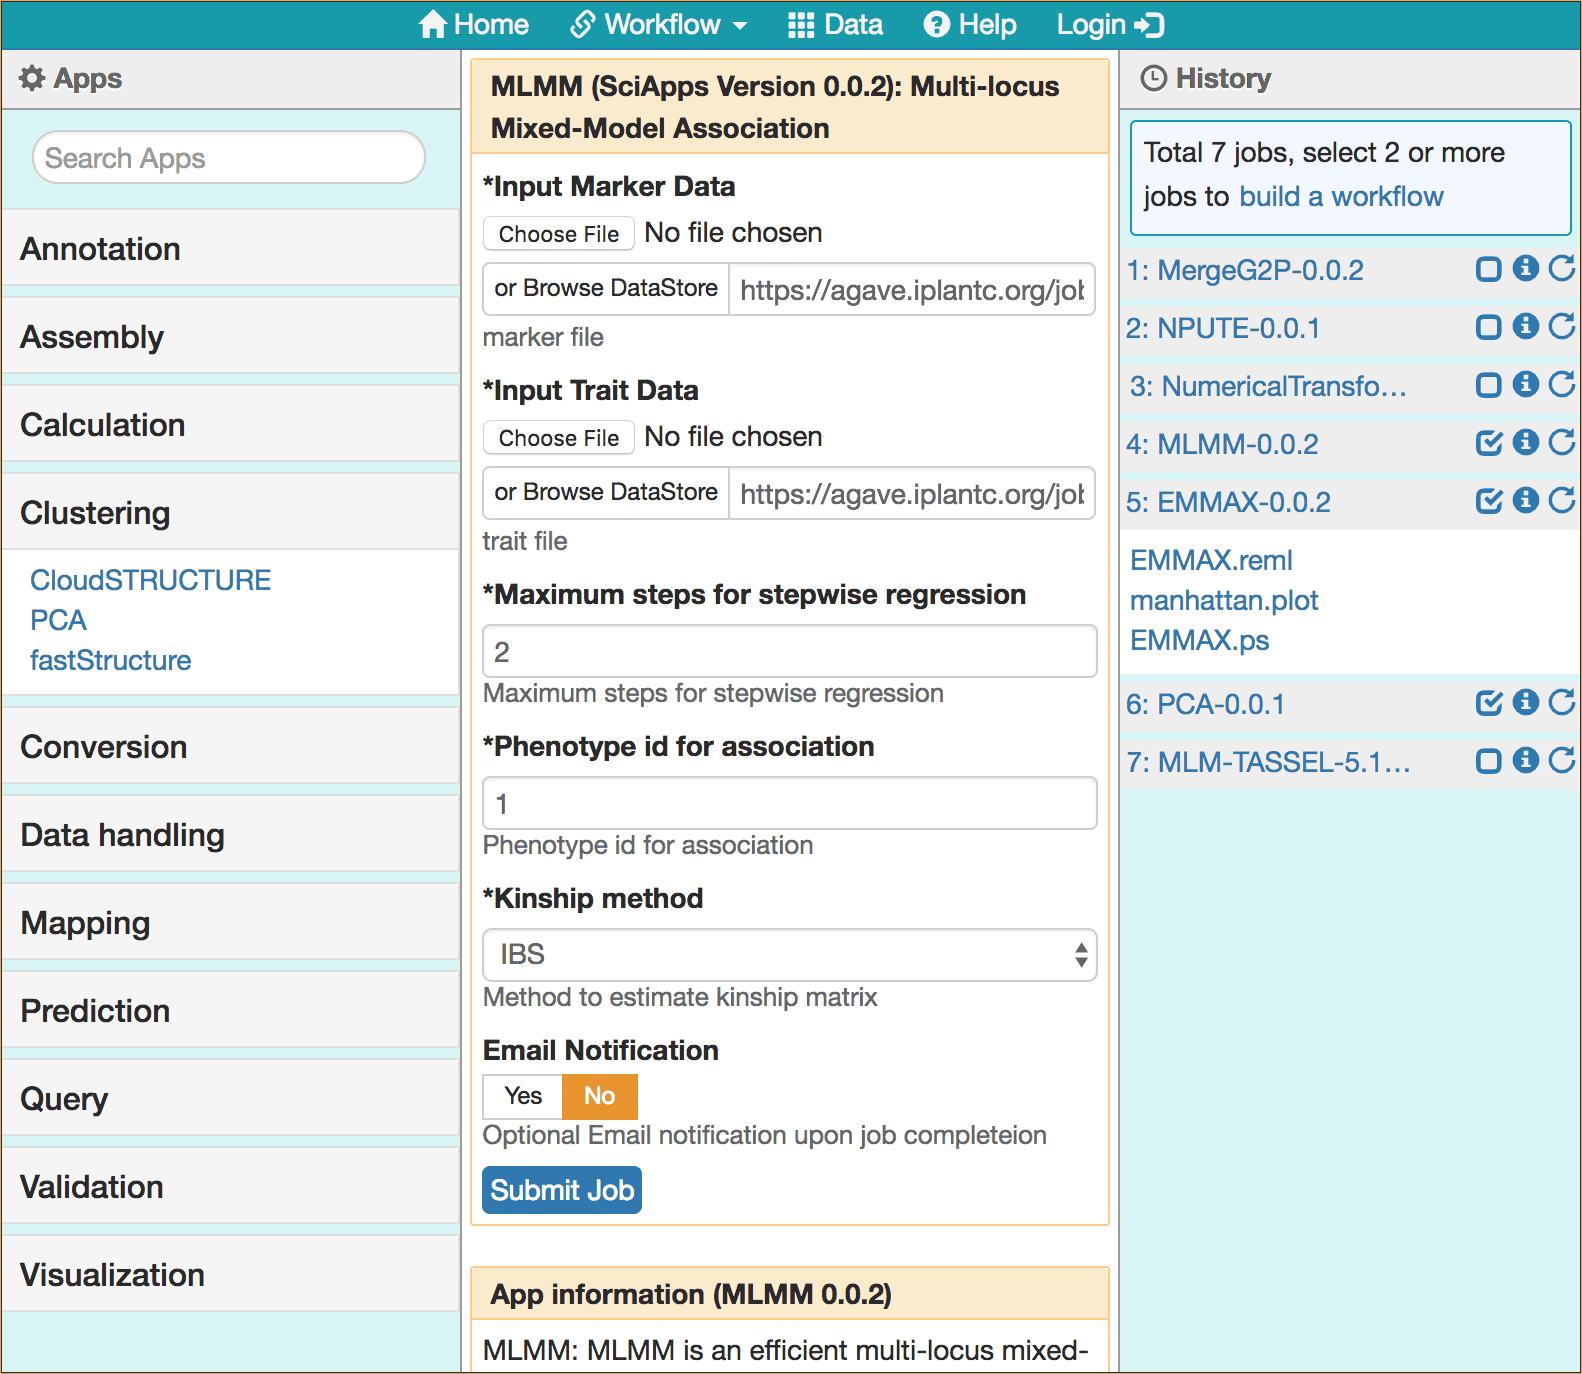 Home Workflow Data Help Login
Apps
Search Apps
Annotation
Assembly
Calculation
Clustering
CloudSTRUCTURE
PCA
fastStructure
Conversion
Data handling
Mapping
Prediction
Query
Validation
Visualization
MLMM (SciApps Version 0.0.2): Multi-locus
Mixed-Model Association
*Input Marker Data
Choose File No file chosen
or Browse DataStore https://agave.iplantc.org/jol
marker file
*Input Trait Data
Choose File No file chosen
or Browse DataStore https://agave.iplantc.org/jol
trait file
*Maximum steps for stepwise regression
2
Maximum steps for stepwise regression
*Phenotype id for association
1
Phenotype id for association
*Kinship method
IBS
Method to estimate kinship matrix
Email Notification
Yes No
Optional Email notification upon job completeion
Submit Job
App information (MLMM 0.0.2)
MLMM: MLMM is an efficient multi-locus mixed-
History
Total 7 jobs, select 2 or more
jobs to build a workflow
1: MergeG2P-0.0.2
2: NPUTE-0.0.1
3: NumericalTransfo...
4: MLMM-0.0.2
5: EMMAX-0.0.2
EMMAX.reml
manhattan.plot
EMMAX.ps
6: PCA-0.0.1
7: MLM-TASSEL-5.1...